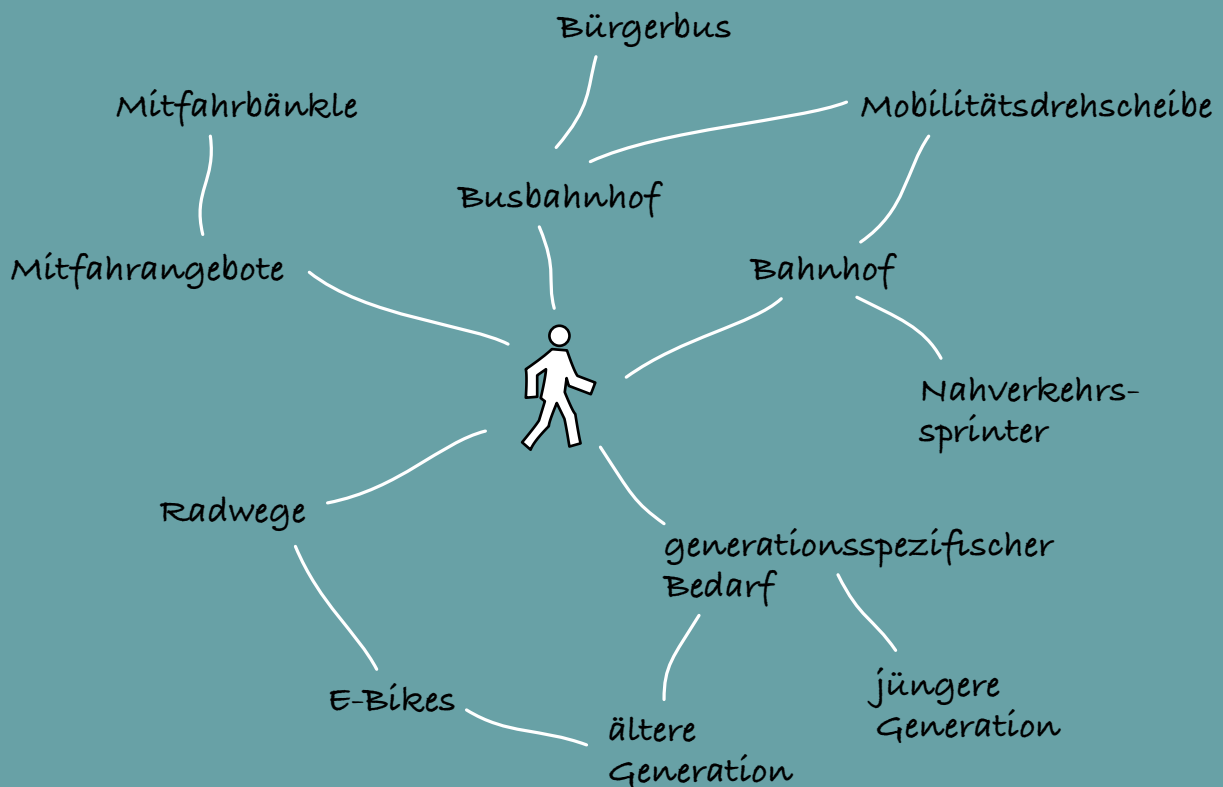 Bürgerbus
Mitfahrbänkle
Mobilitätsdrehscheibe
Busbahnhof
Mitfahrangebote
Bahnhof
Nahverkehrs-
sprinter
Radwege
generationsspezifischer
Bedarf
E-Bikes
jüngere
Generation
ältere
Generation